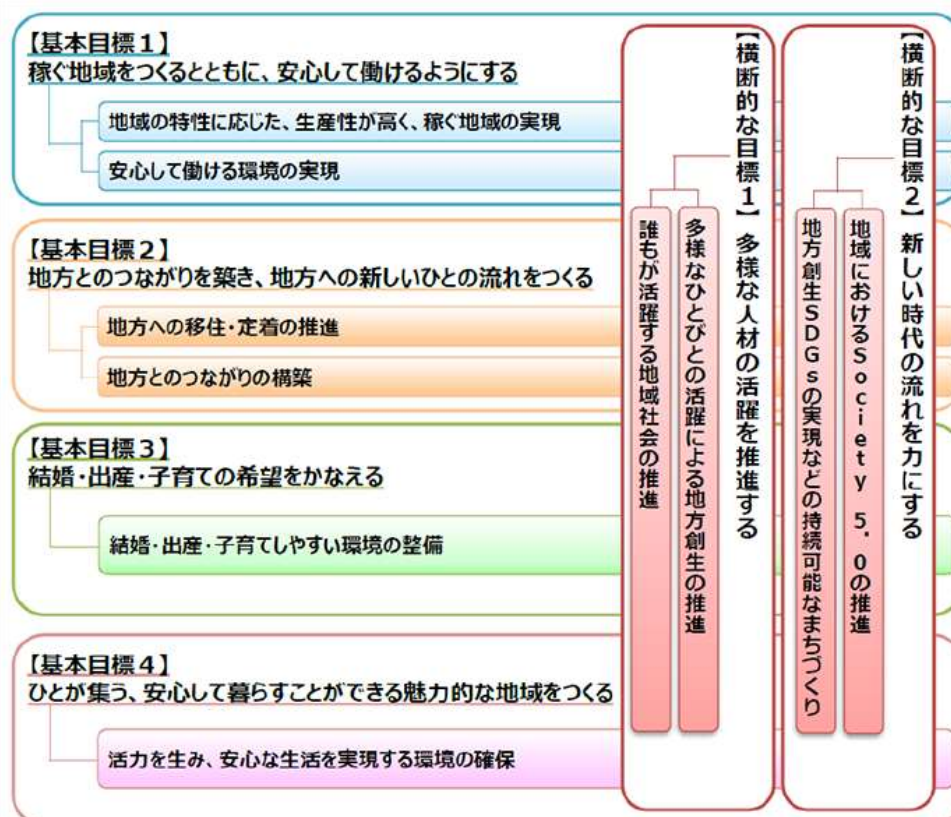 【基本目標１】
稼ぐ地域をつくるとともに、安心して働けるようにする
地域の特性に応じた、生産性が高く、稼ぐ地域の実現
安心して働ける環境の実現
【基本目標２】
地方とのつながりを築き、地方への新しいひとの流れをつくる
地方への移住・定着の推進
地方とのつながりの構築
【基本目標３】
結婚・出産・子育ての希望をかなえる
結婚・出産・子育てしやすい環境の整備
【基本目標４】
ひとが集う、安心して暮らすことができる魅力的な地域をつくる
活力を生み、安心な生活を実現する環境の確保
【横断的な目標１】多様な人材の活躍を推進する
多様なひとびとの活躍による地方創生の推進
誰もが活躍する地域社会の推進
【横断的な目標２】新しい時代の流れを力にする
地域におけるＳｏｃｉｅｔｙ ５．０の推進
地方創生ＳＤＧｓの実現などの持続可能なまちづくり